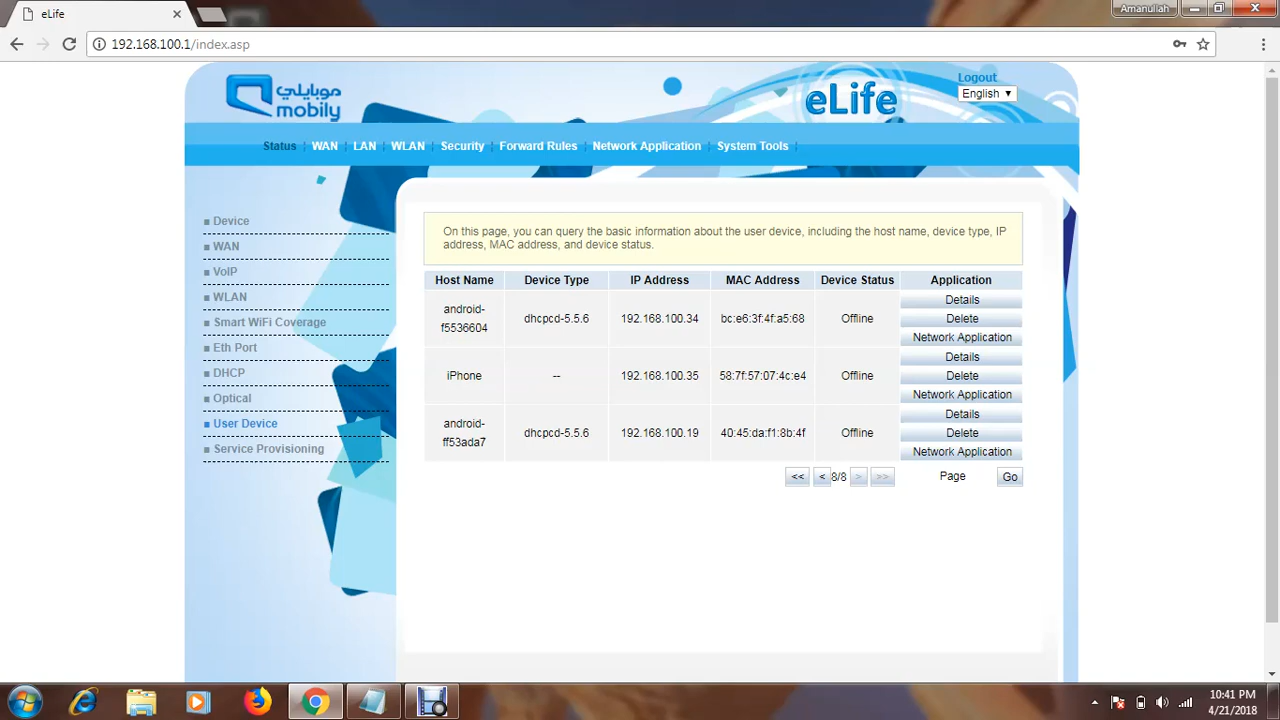 eLife
Amanullah
192.168.100.1/index.asp
موبايلي
mobily
eLife
Logout
English
Status WAN LAN WLAN Security Forward Rules Network Application System Tools
Device
WAN
VoIP
WLAN
Smart WiFi Coverage
Eth Port
DHCP
Optical
User Device
Service Provisioning
On this page, you can query the basic information about the user device, including the host name, device type, IP
address, MAC address, and device status.
Host Name Device Type IP Address MAC Address Device Status Application
android-f5536604 dhcpcd-5.5.6 192.168.100.34 bc:e6:3f:4f:a5:68 Offline
Details
Delete
Network Application
iPhone -- 192.168.100.35 58:7f:57:07:4c:e4 Offline
Details
Delete
Network Application
android-ff53ada7 dhcpcd-5.5.6 192.168.100.19 40:45:da:f1:8b:4f Offline
Details
Delete
Network Application
<< < 8/8 > >> Page Go
10:41 PM
4/21/2018